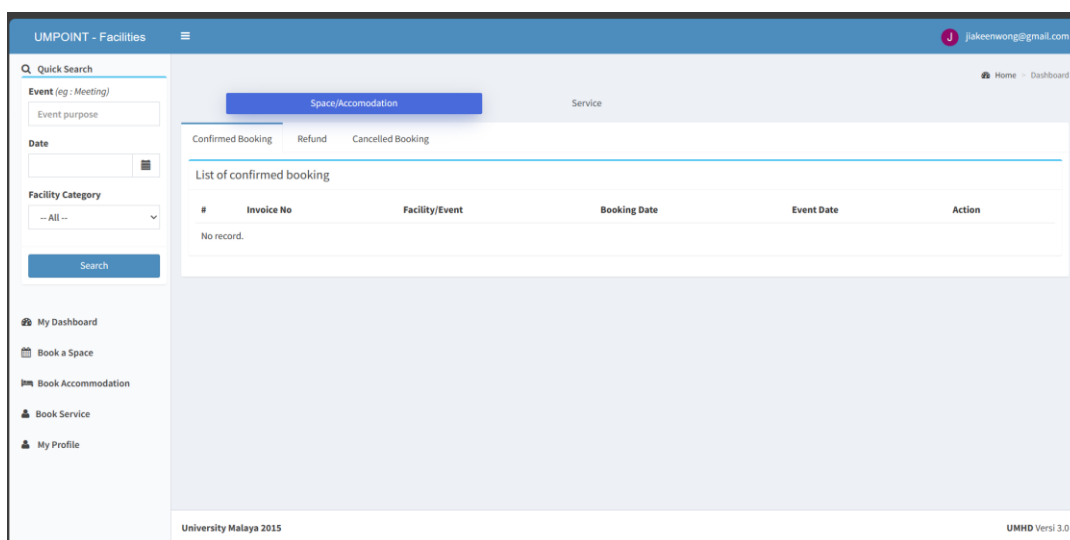 UMPOINT - Facilities
J jiakeenwong@gmail.com
Quick Search
Home > Dashboard
Event (eg : Meeting)
Event purpose
Date
Facility Category
-- All --
Search
My Dashboard
Book a Space
Book Accommodation
Book Service
My Profile
Space/Accomodation Service
Confirmed Booking Refund Cancelled Booking
List of confirmed booking
# Invoice No Facility/Event Booking Date Event Date Action
No record.
University Malaya 2015 UMHD Versi 3.0